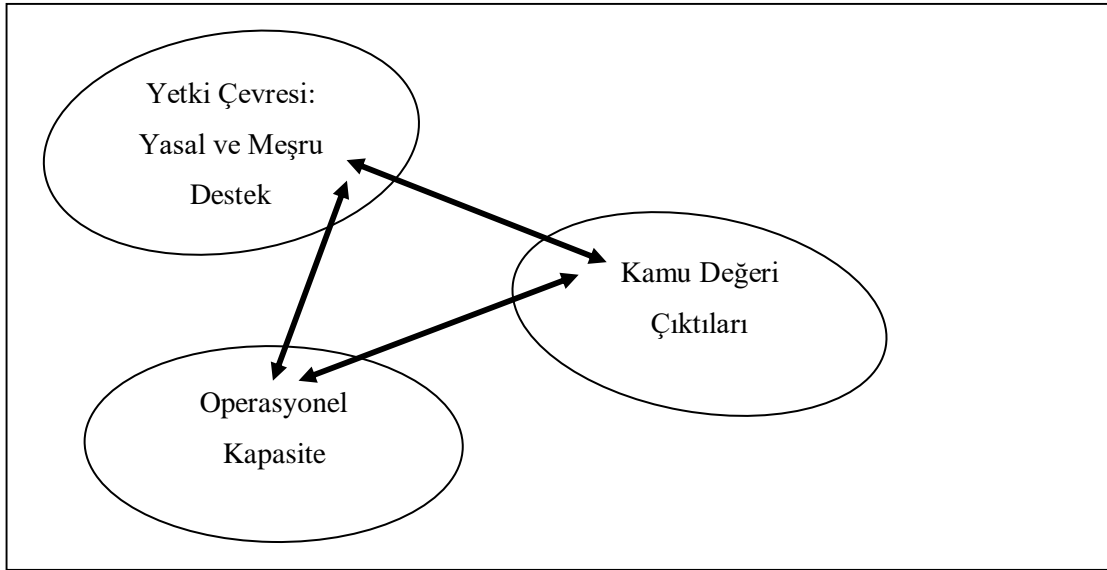 Yetki Çevresi:
Yasal ve Meşru
Destek
Kamu Değeri
Çıktıları
Operasyonel
Kapasite